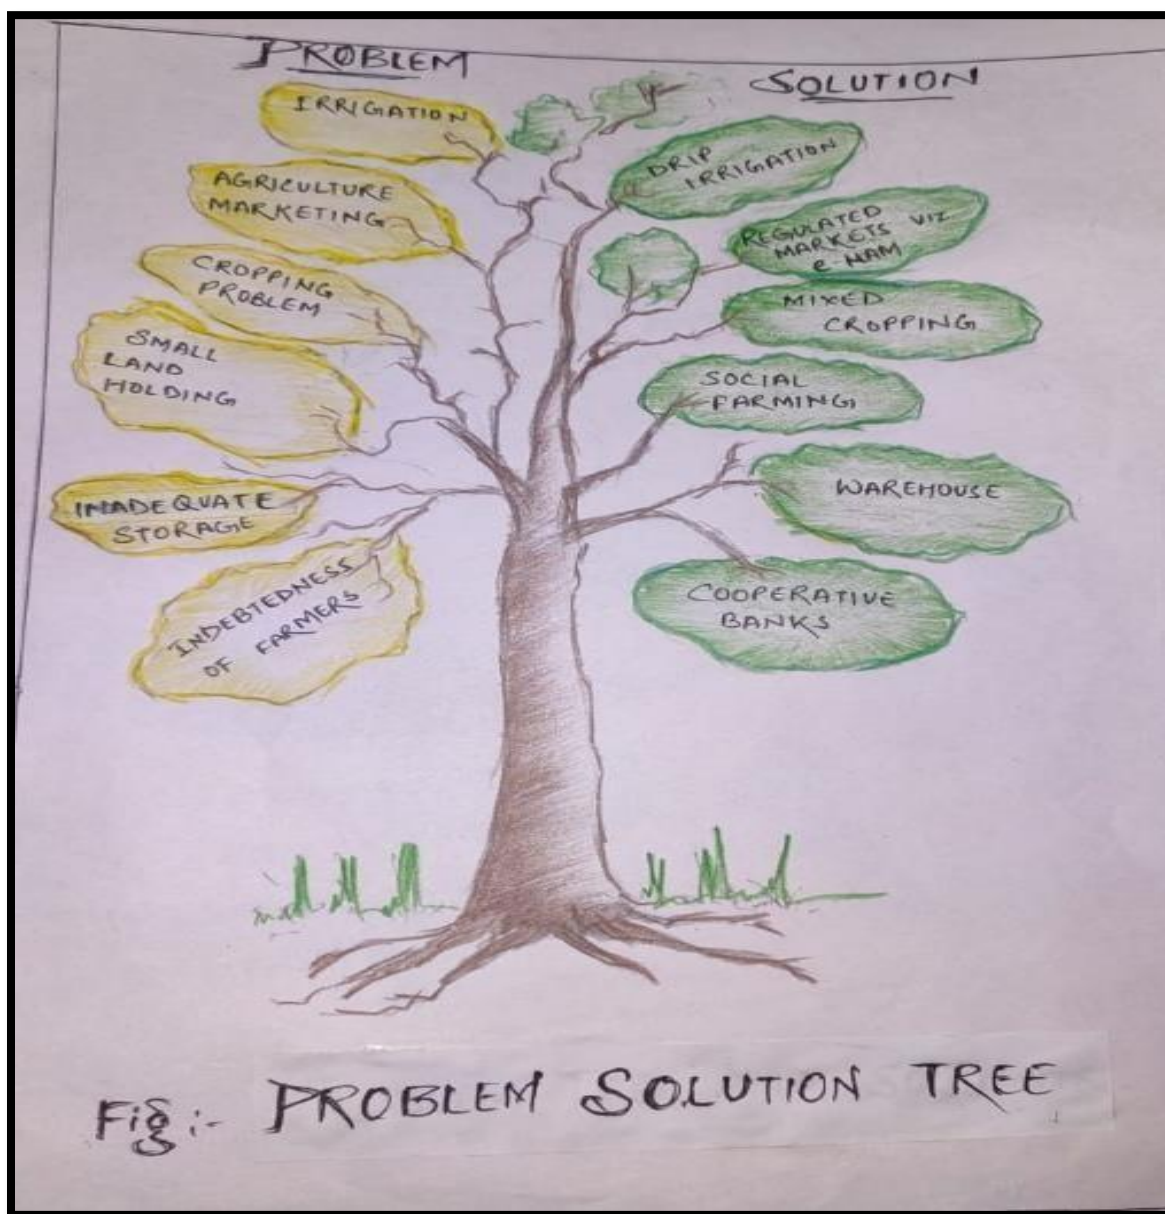 PROBLEM
IRRIGATION
AGRICULTURE
MARKETING
CROPPING
PROBLEM
SMALL
LAND
HOLDING
INADEQUATE
STORAGE
INDEBTEDNESS
OF FARMERS
SOLUTION
DRIP
IRRIGATION
REGULATED
MARKETS VIZ
e NAM
MIXED
CROPPING
SOCIAL
FARMING
WAREHOUSE
COOPERATIVE
BANKS
Fig :- PROBLEM SOLUTION TREE